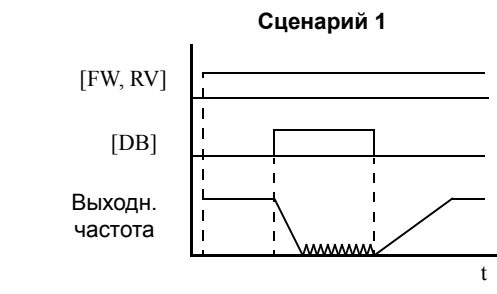 Сценарий 1
[FW, RV]
[DB]
Выходн.
частота
t